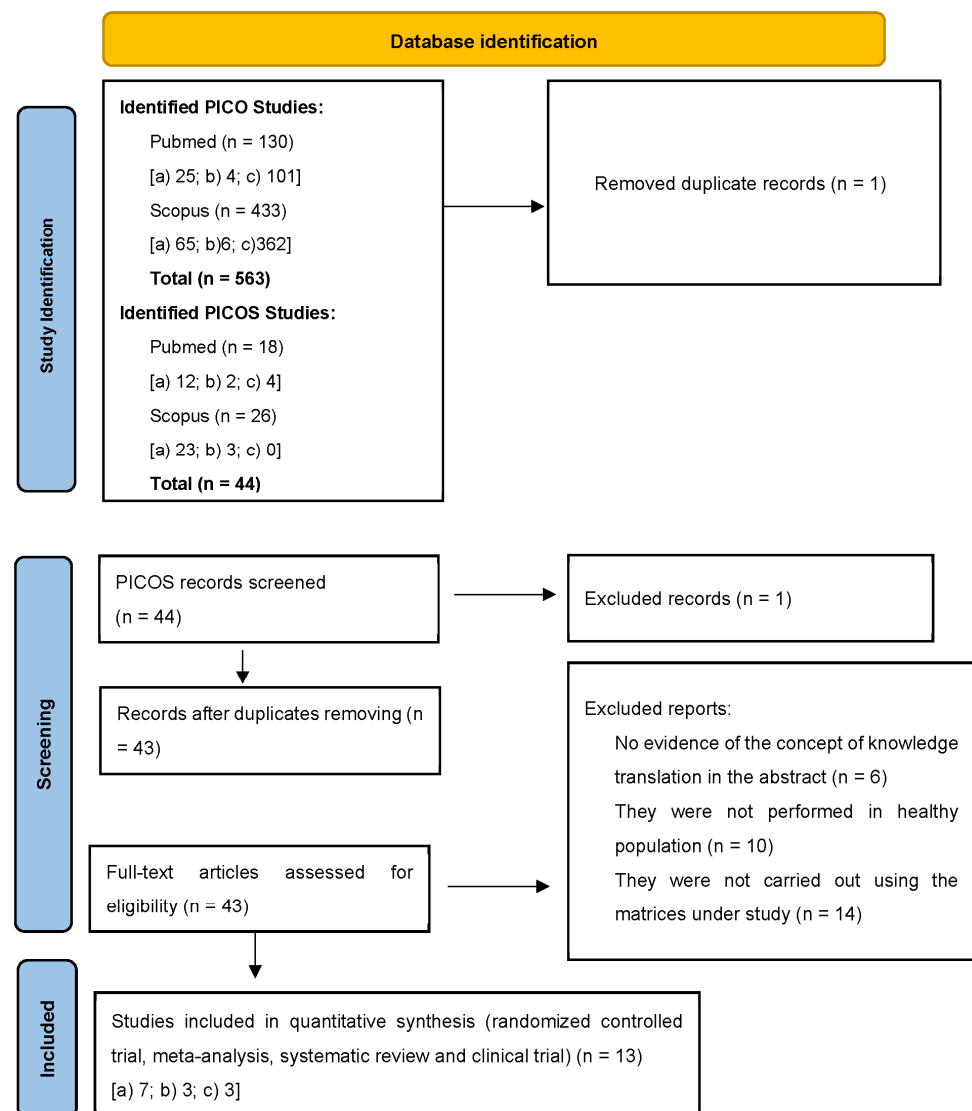 Database identification
Study Identification
Identified PICO Studies:
Pubmed (n = 130)
[a) 25; b) 4; c) 101]
Scopus (n = 433)
[a) 65; b)6; c)362]
Total (n = 563)
Identified PICOS Studies:
Pubmed (n = 18)
[a) 12; b) 2; c) 4]
Scopus (n = 26)
[a) 23; b) 3; c) 0]
Total (n = 44)
Removed duplicate records (n = 1)
Screening
PICOS records screened
(n = 44)
Excluded records (n = 1)
Records after duplicates removing (n
= 43)
Full-text articles assessed for
eligibility (n = 43)
Excluded reports:
No evidence of the concept of knowledge
translation in the abstract (n = 6)
They were not performed in healthy
population (n = 10)
They were not carried out using the
matrices under study (n = 14)
Included
Studies included in quantitative synthesis (randomized controlled
trial, meta-analysis, systematic review and clinical trial) (n = 13)
[a) 7; b) 3; c) 3]